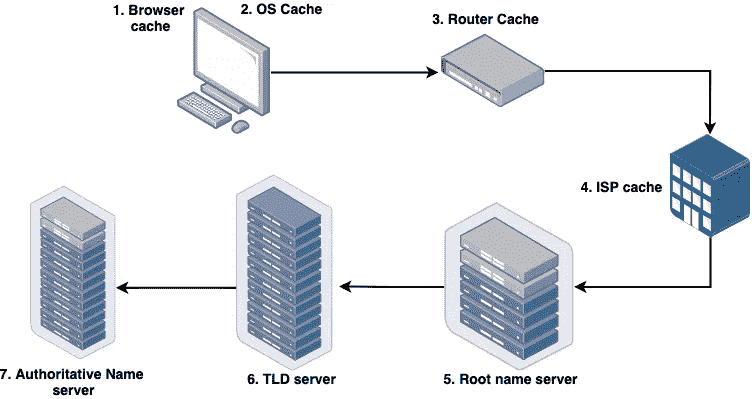 1. Browser
cache
2. OS Cache
3. Router Cache
4. ISP cache
5. Root name server
6. TLD server
7. Authoritative Name
server